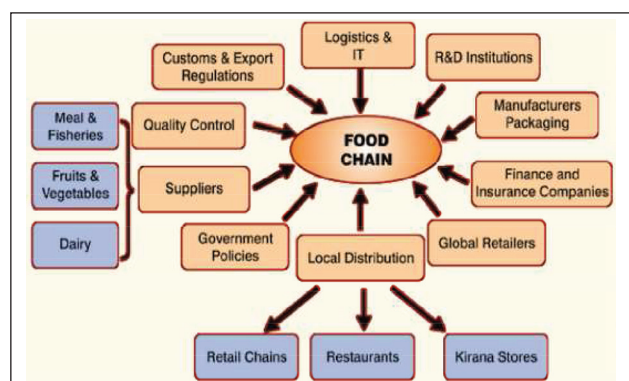 Logistics &
IT
Customs & Export
Regulations
R&D Institutions
Meal &
Fisheries
Quality Control
FOOD
CHAIN
Manufacturers
Packaging
Fruits &
Vegetables
Suppliers
Finance and
Insurance Companies
Dairy
Government
Policies
Local Distribution
Global Retailers
Retail Chains
Restaurants
Kirana Stores